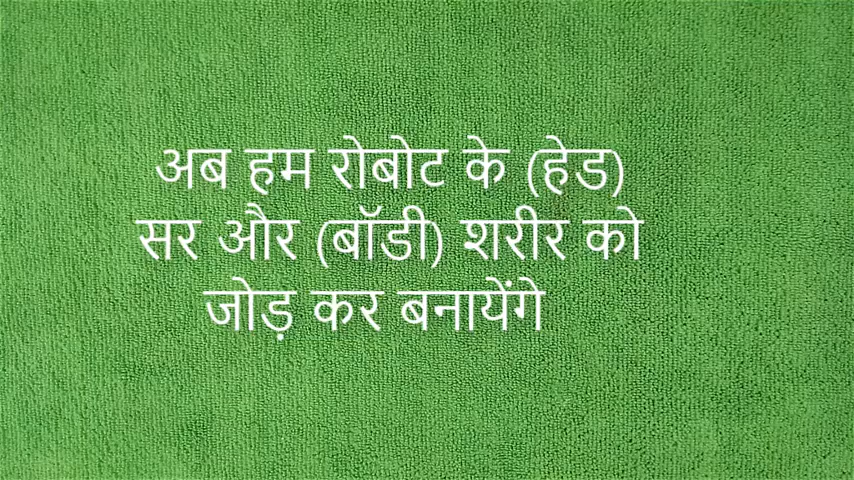 अब हम रोबोट के (हेड)
सर और (बॉडी) शरीर को
जोड़ कर बनायेंगे